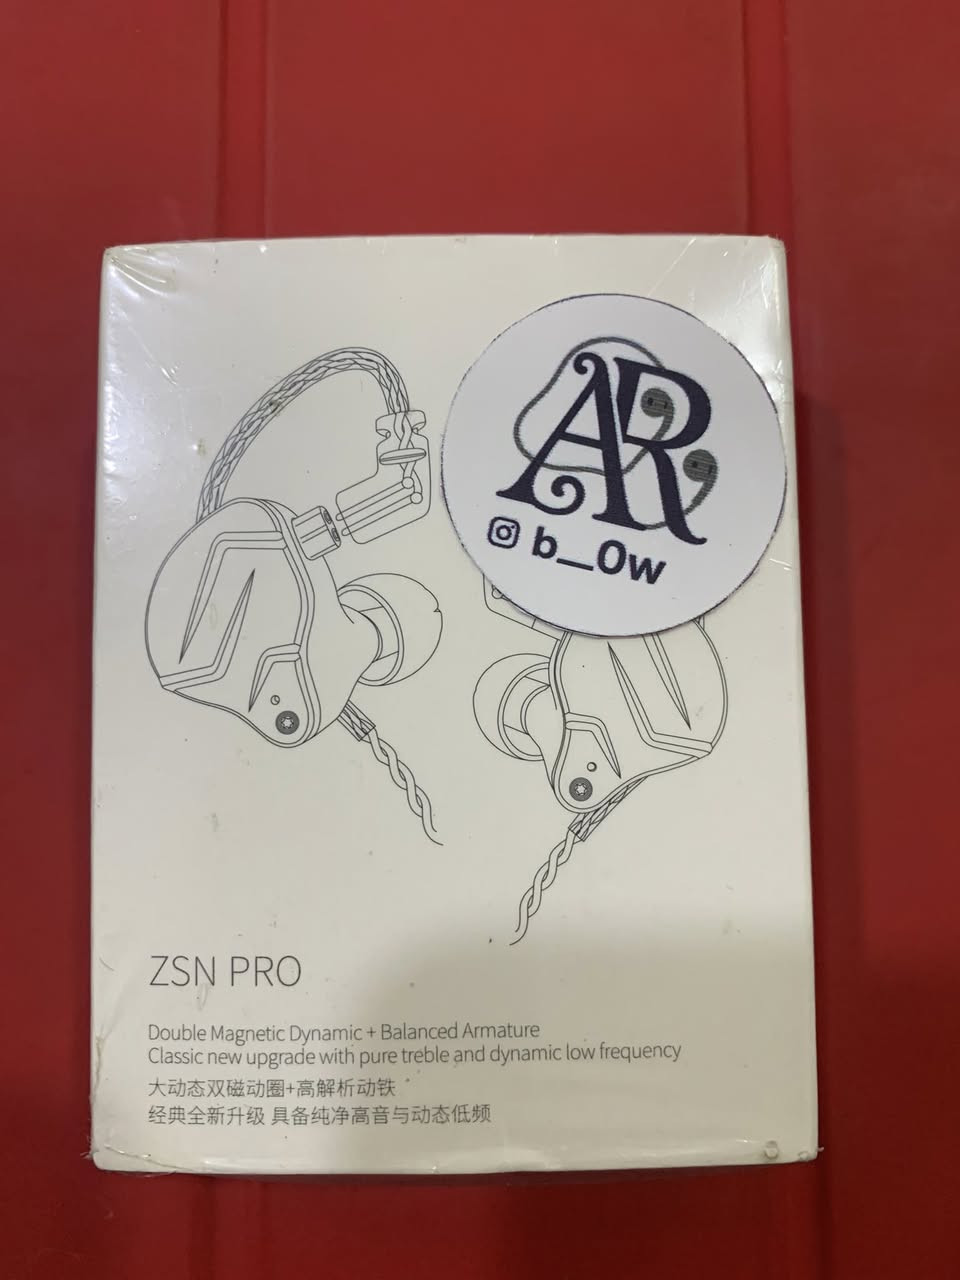 AR
b__0w
ZSN PRO
Double Magnetic Dynamic + Balanced Armature
Classic new upgrade with pure treble and dynamic low frequency
大动态双磁动圈+高解析动铁
经典全新升级 具备纯净高音与动态低频